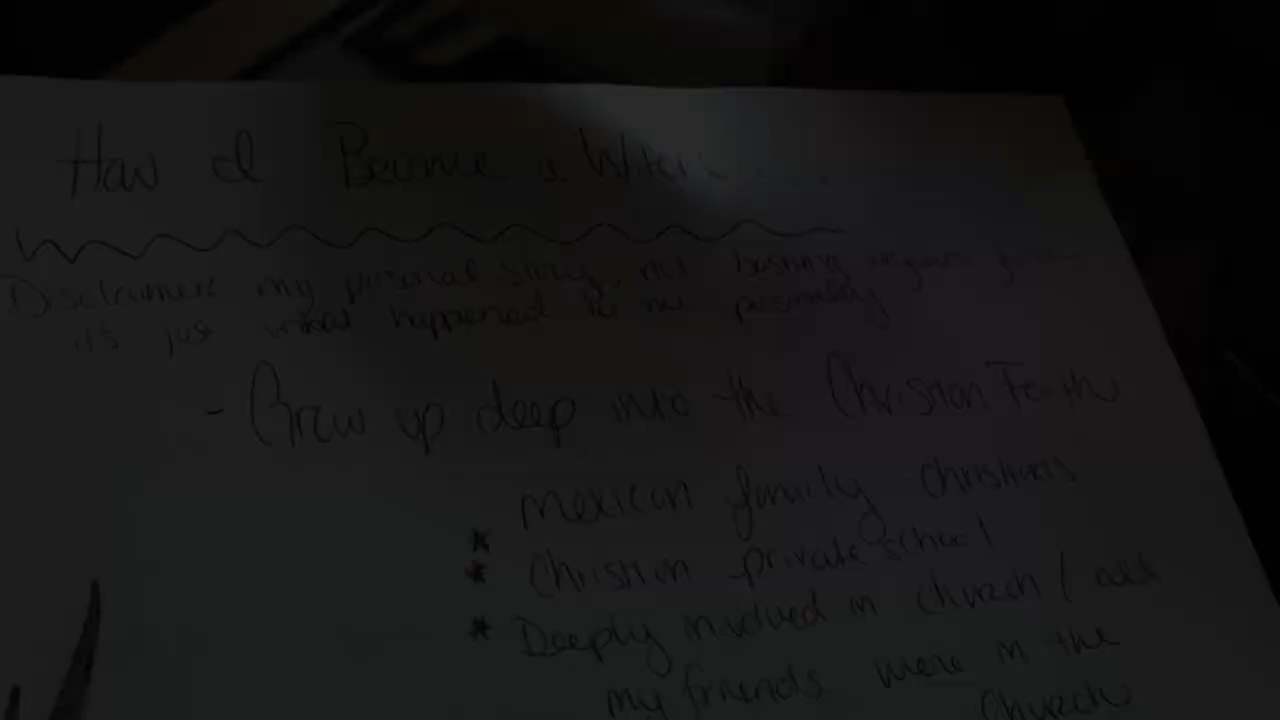 How I Became a Witch...
Disclaimer: my personal story, not bashing anyone
it's just what happened to me personally
- Grew up deep into the Christian Faith
Mexican family Christians
* Christian private school
* Deeply involved in church / all
my friends were in the
Church